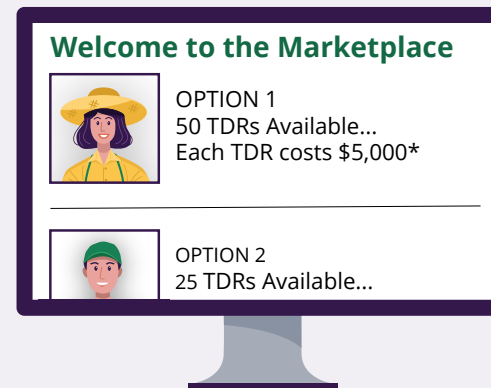 Welcome to the Marketplace
OPTION 1
50 TDRs Available...
Each TDR costs $5,000*
OPTION 2
25 TDRs Available...